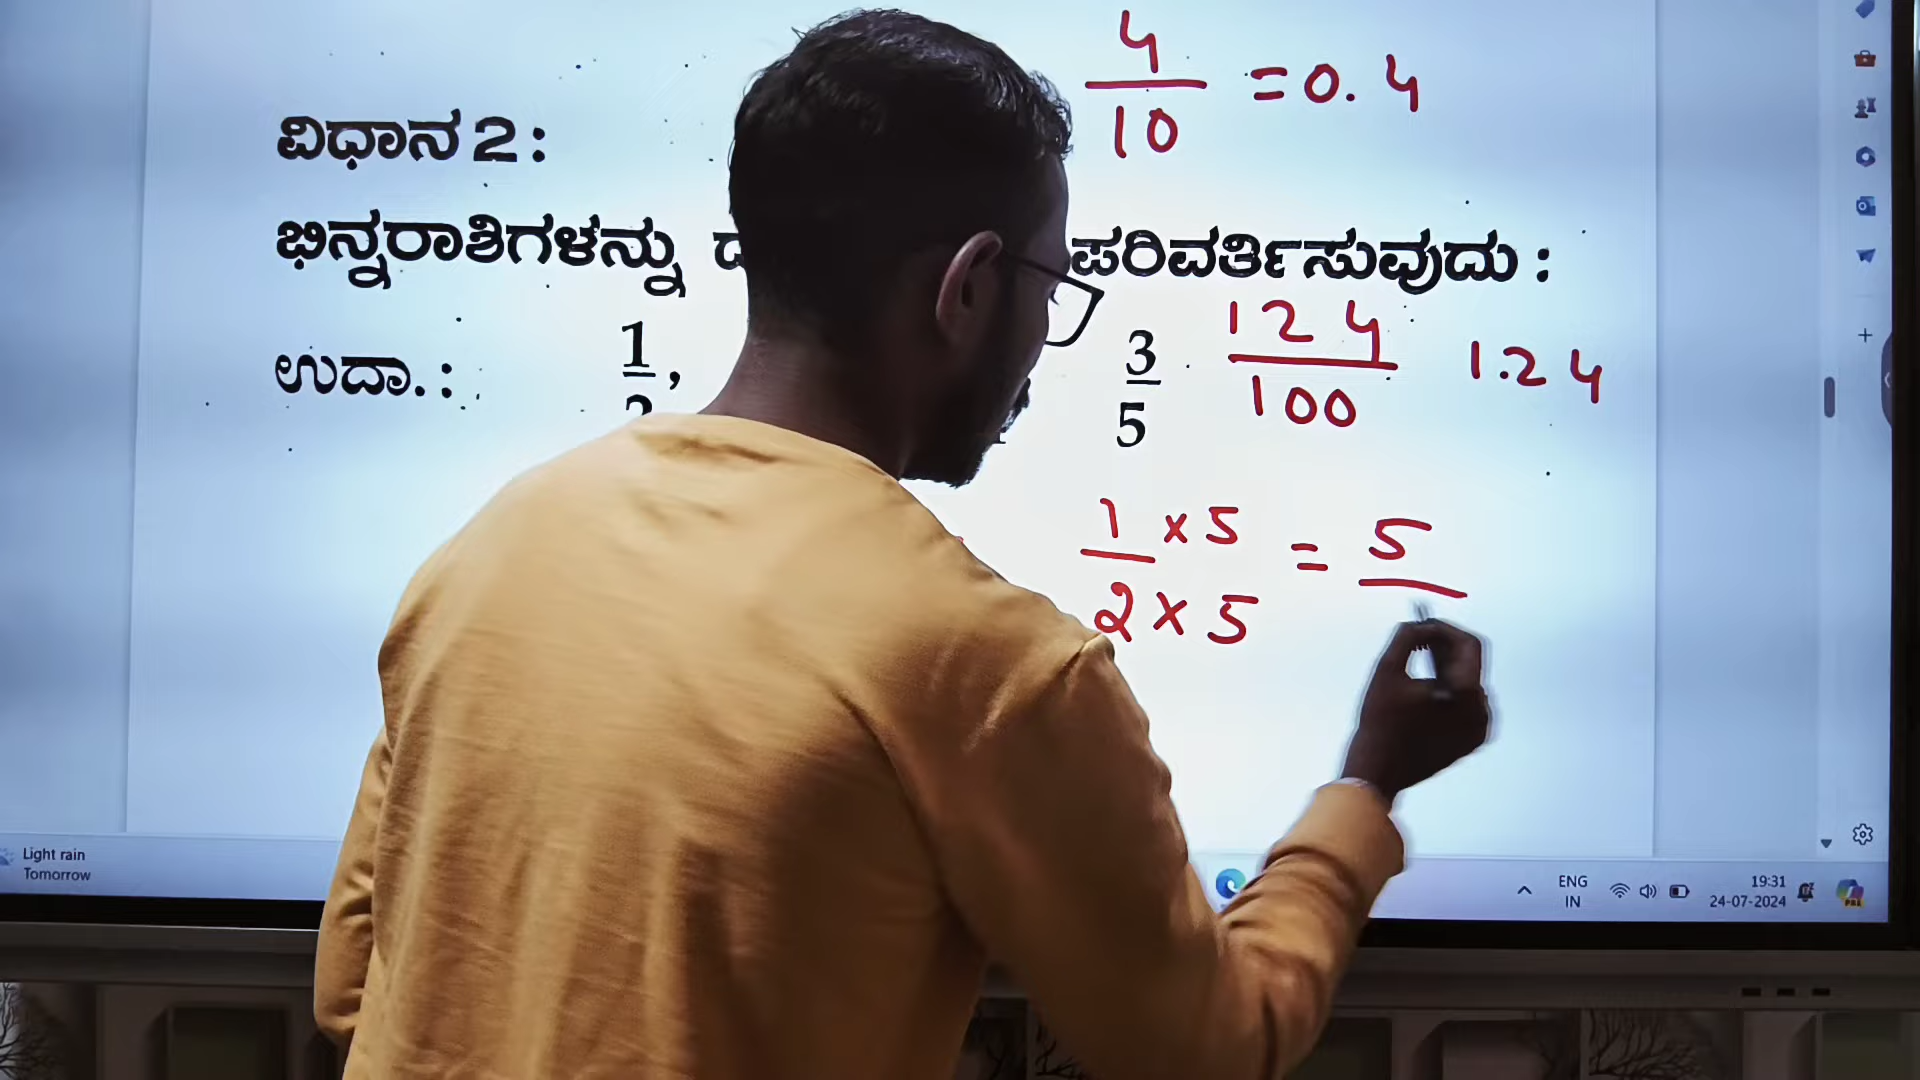 4/10 = 0.4
ವಿಧಾನ 2 :
ಭಿನ್ನರಾಶಿಗಳನ್ನು ಪರಿವರ್ತಿಸುವುದು :
ಉದಾ. : 1/2, 3/5 124/100 1.24
1 × 5 / 2 × 5 = 5/
Light rain
Tomorrow
ENG
IN
19:31
24-07-2024